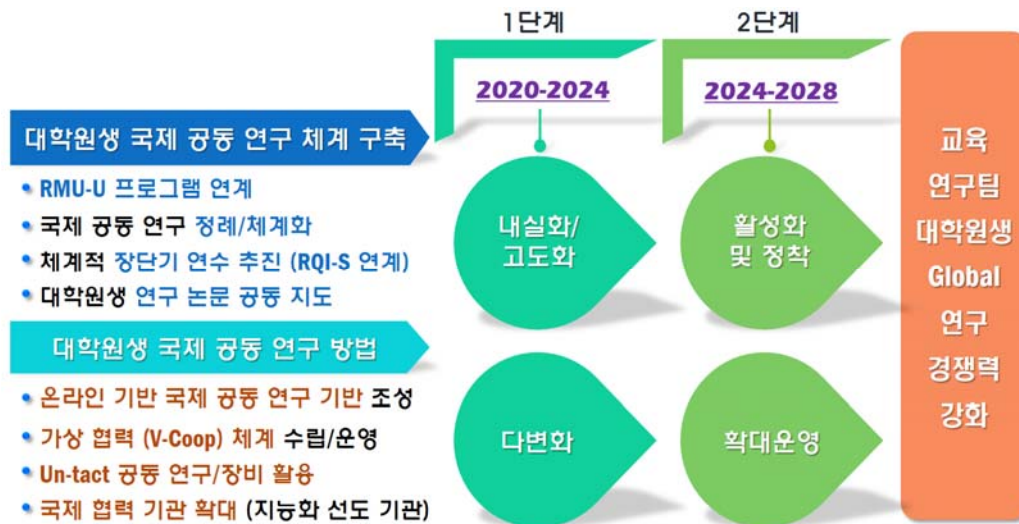 1단계
2단계
2020-2024
2024-2028
대학원생 국제 공동 연구 체계 구축
• RMU-U 프로그램 연계
• 국제 공동 연구 정례/체계화
• 체계적 장단기 연수 추진 (RQI-S 연계)
• 대학원생 연구 논문 공동 지도
내실화/
고도화
활성화
및 정착
대학원생 국제 공동 연구 방법
• 온라인 기반 국제 공동 연구 기반 조성
• 가상 협력 (V-Coop) 체계 수립/운영
• Un-tact 공동 연구/장비 활용
• 국제 협력 기관 확대 (지능화 선도 기관)
다변화
확대운영
교육
연구팀
대학원생
Global
연구
경쟁력
강화